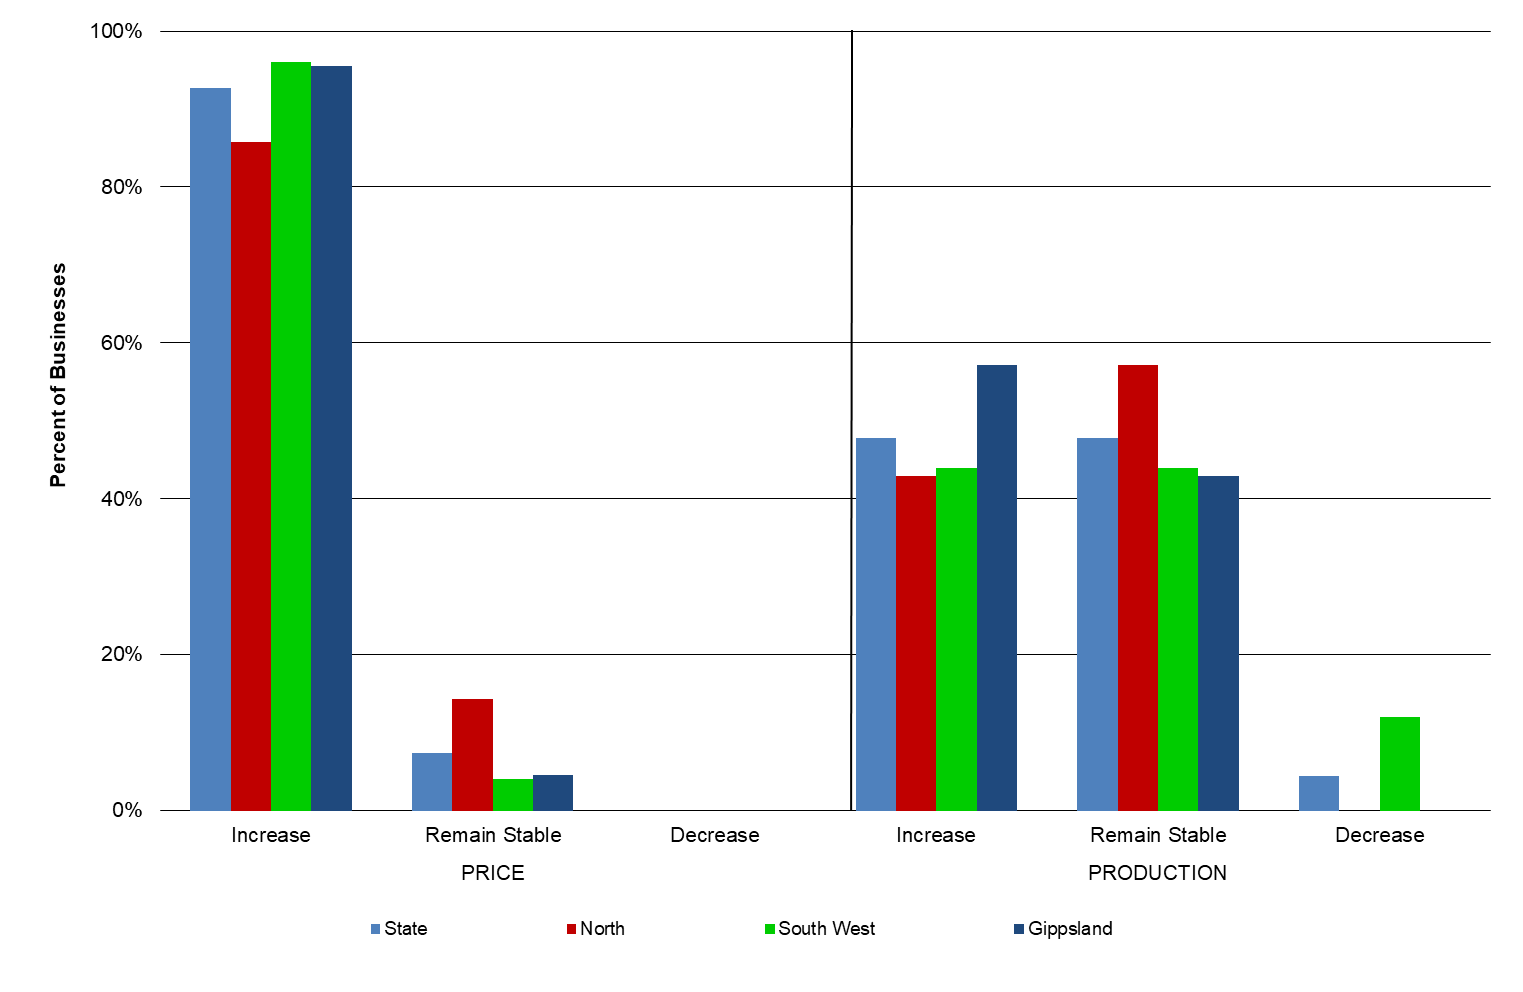 100%
80%
60%
40%
20%
0%
Percent of Businesses
Increase Remain Stable Decrease Increase Remain Stable Decrease
PRICE PRODUCTION
State North South West Gippsland